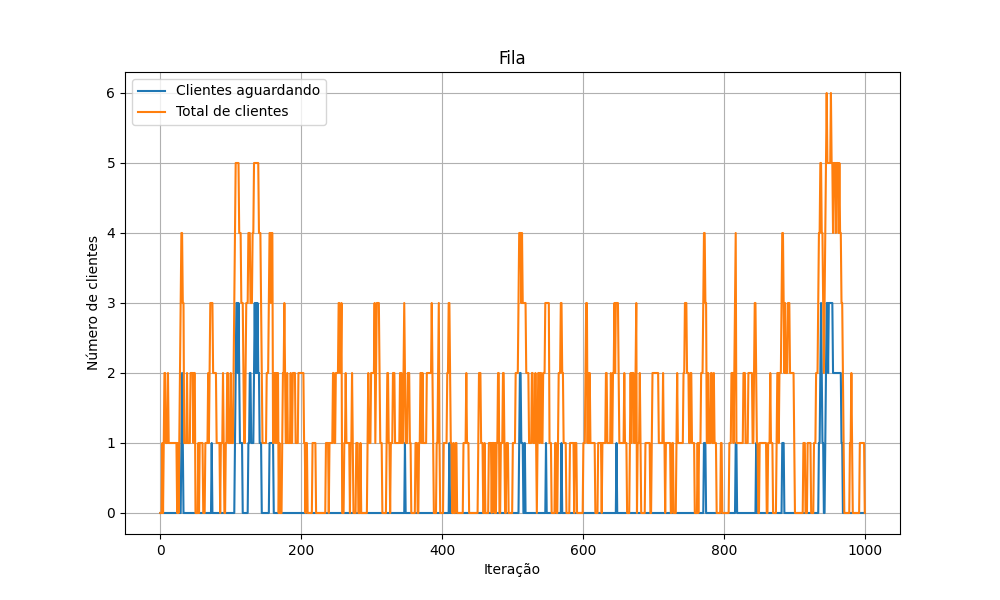 Fila
Clientes aguardando
Total de clientes
Número de clientes
6
5
4
3
2
1
0
0 200 400 600 800 1000
Iteração